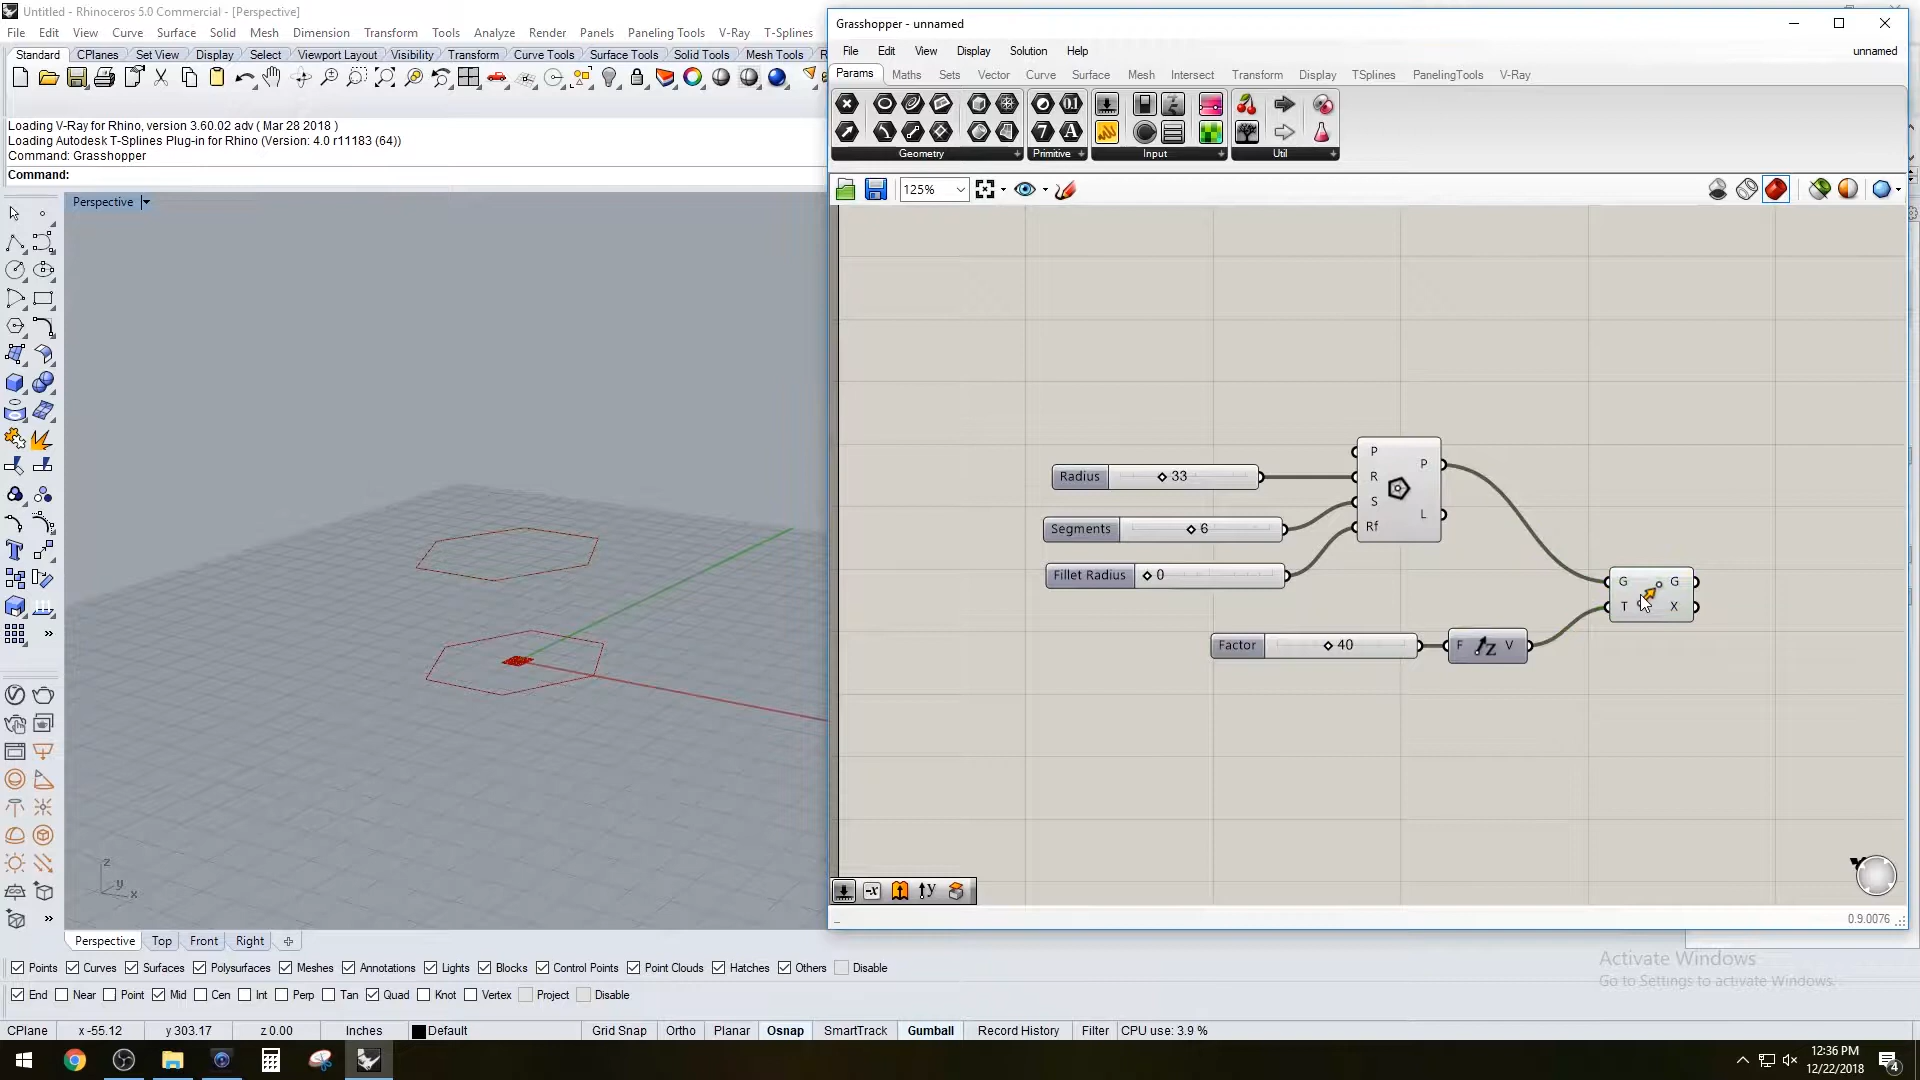 Untitled - Rhinoceros 5.0 Commercial - [Perspective]
File Edit View Curve Surface Solid Mesh Dimension Transform Tools Analyze Render Panels Paneling Tools V-Ray T-Splines
Standard CPlanes Set View Display Select Viewport Layout Visibility Transform Curve Tools Surface Tools Solid Tools Mesh Tools R
Loading V-Ray for Rhino, version 3.60.02 adv ( Mar 28 2018 )
Loading Autodesk T-Splines Plug-in for Rhino (Version: 4.0 r11183 (64))
Command: Grasshopper
Command:
Perspective
z
y
x
Grasshopper - unnamed
File Edit View Display Solution Help unnamed
Params Maths Sets Vector Curve Surface Mesh Intersect Transform Display TSplines PanelingTools V-Ray
Geometry Primitive Input Util
125%
Radius 33
Segments 6
Fillet Radius 0
P
R
S
Rf
P
L
Factor 40
F Z V
G G
T X
0.9.0076
Perspective Top Front Right
Points Curves Surfaces Polysurfaces Meshes Annotations Lights Blocks Control Points Point Clouds Hatches Others Disable
End Near Point Mid Cen Int Perp Tan Quad Knot Vertex Project Disable
Activate Windows
Go to Settings to activate Windows.
CPlane x -55.12 y 303.17 z 0.00 Inches Default Grid Snap Ortho Planar Osnap SmartTrack Gumball Record History Filter CPU use: 3.9 %
12:36 PM
12/22/2018
4